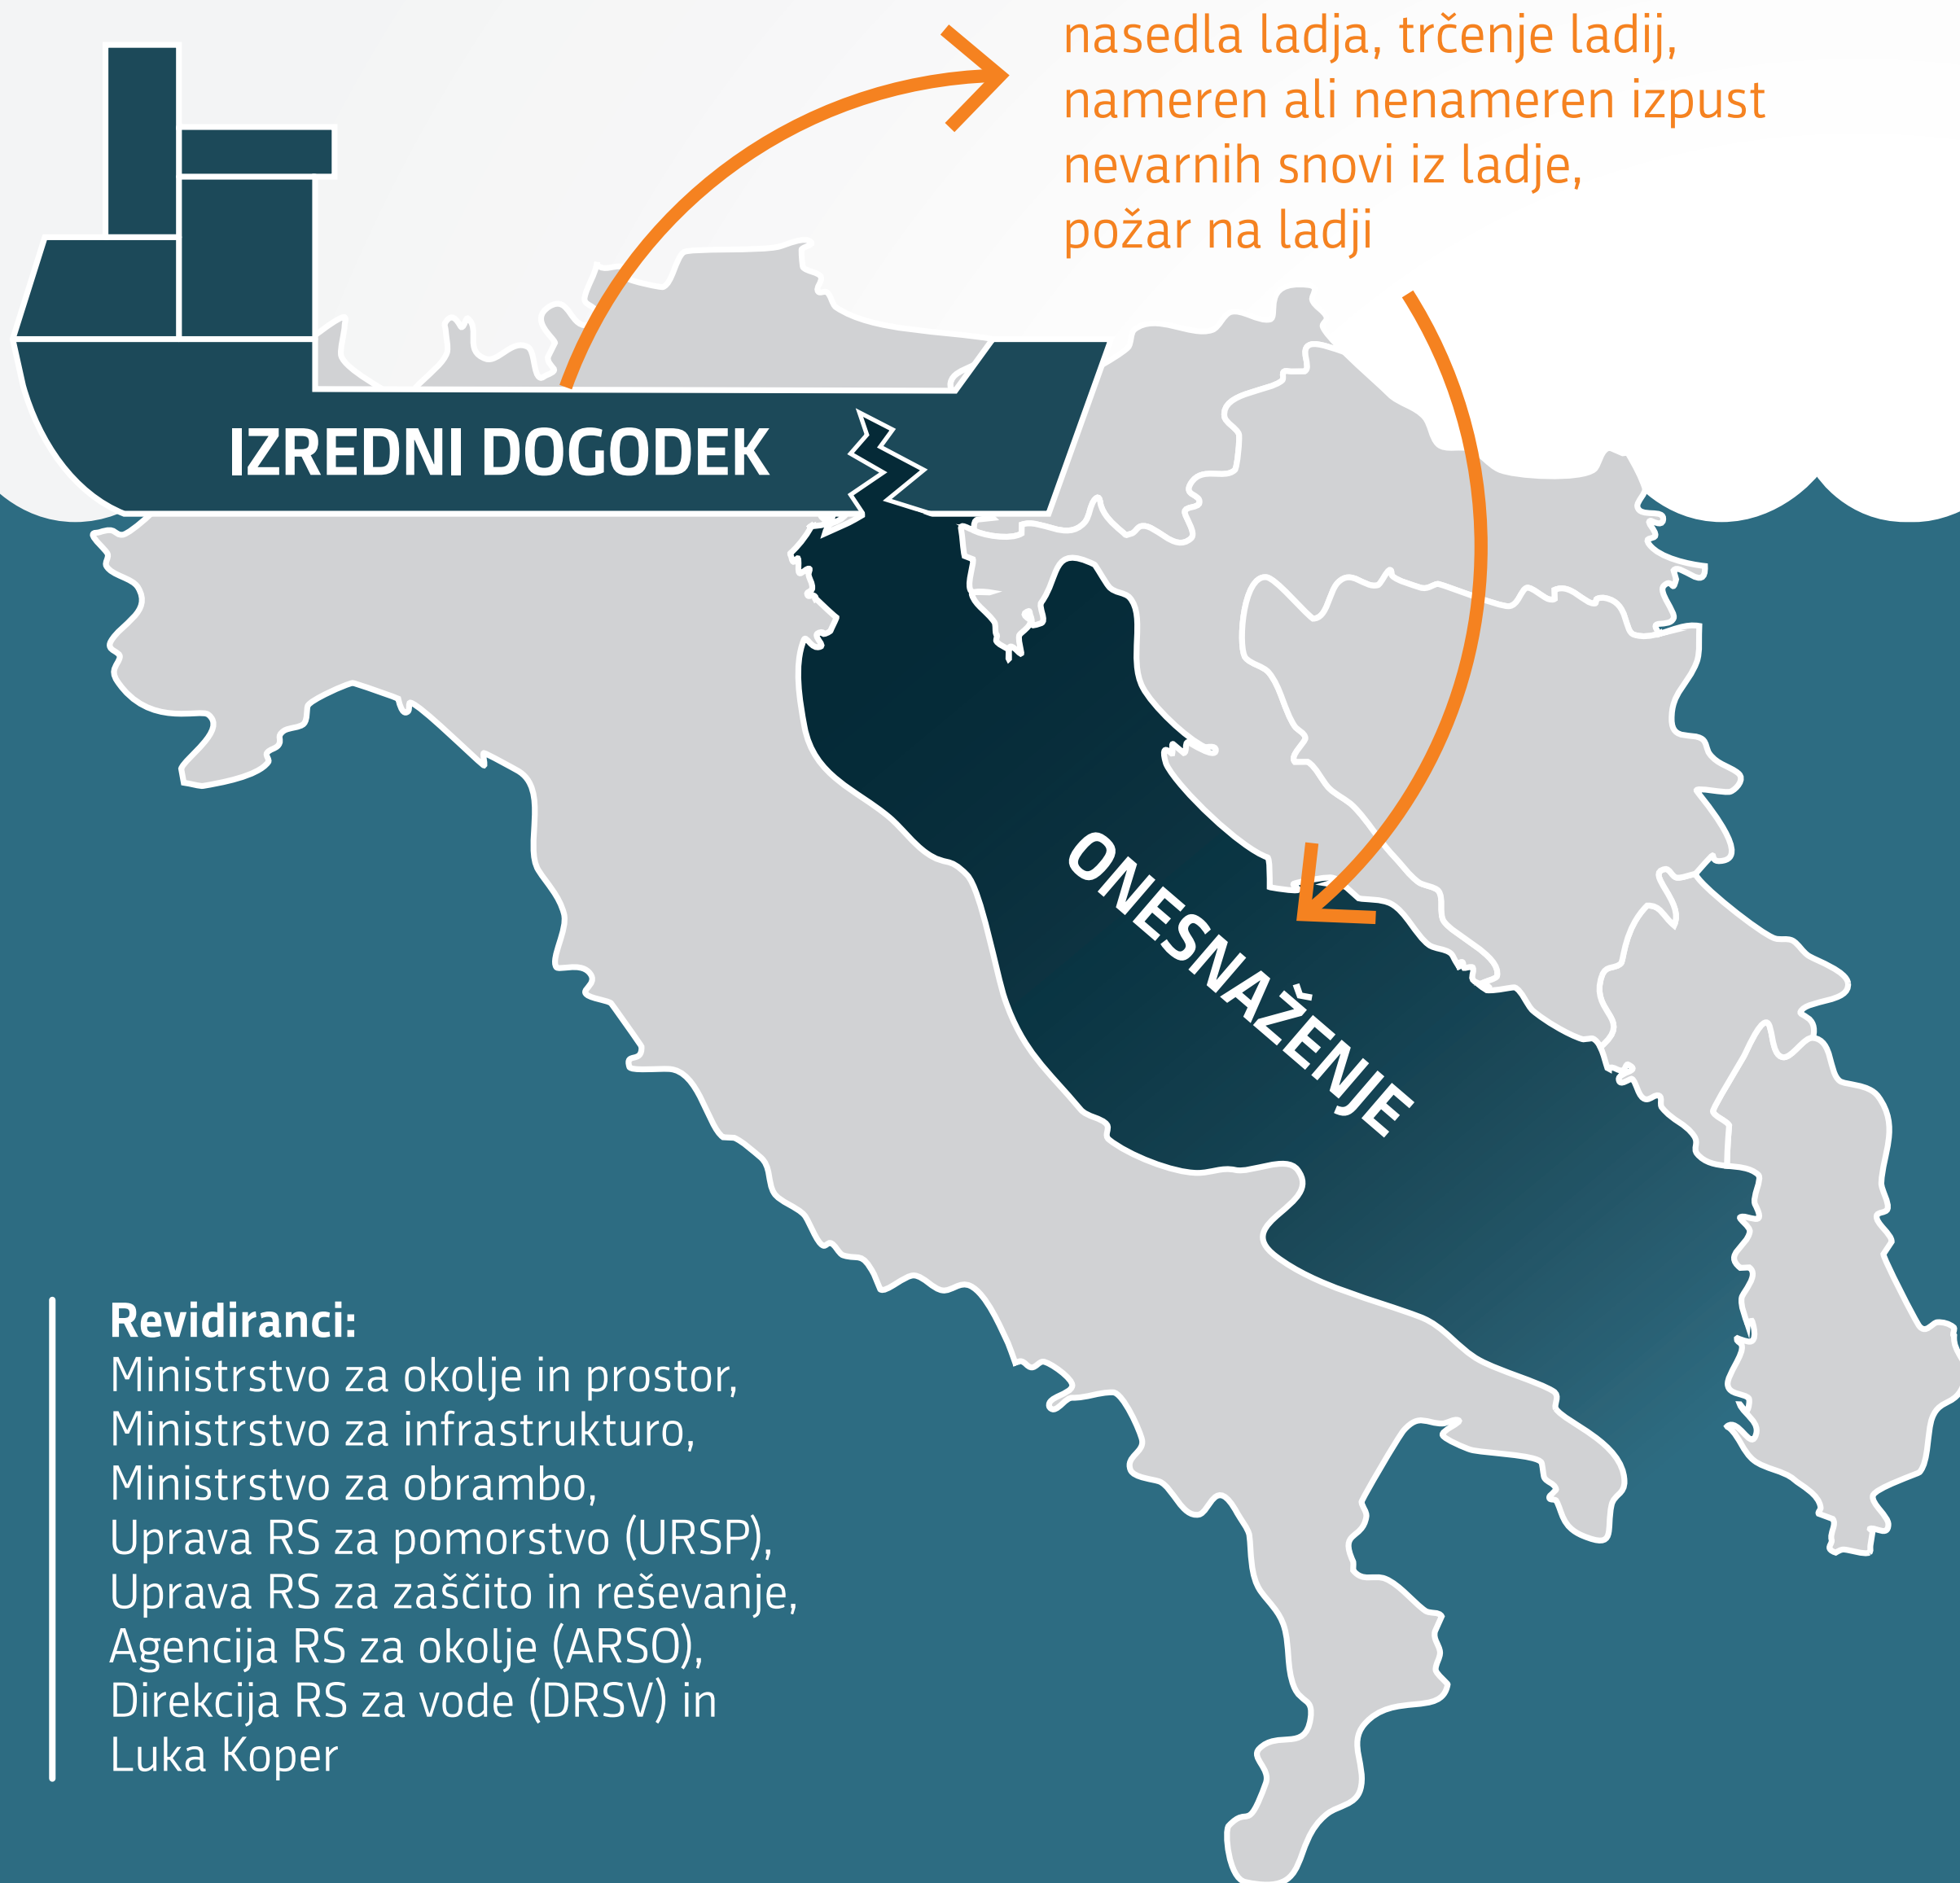 nasedla ladja, trčenje ladij,
nameren ali nenameren izpust
nevarnih snovi iz ladje,
požar na ladji
IZREDNI DOGODEK
ONESNAŽENJE
Revidiranci:
Ministrstvo za okolje in prostor,
Ministrstvo za infrastrukturo,
Ministrstvo za obrambo,
Uprava RS za pomorstvo (URSP),
Uprava RS za zaščito in reševanje,
Agencija RS za okolje (ARSO),
Direkcija RS za vode (DRSV) in
Luka Koper